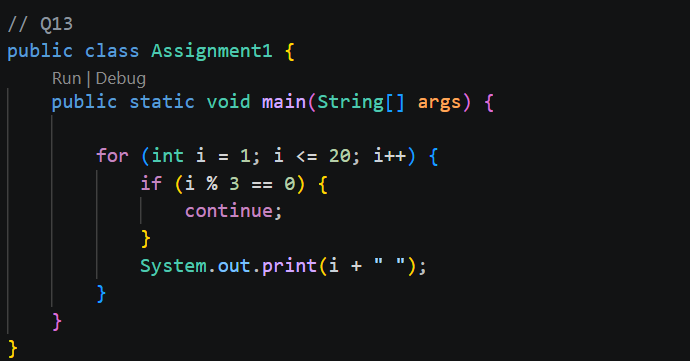 // Q13
public class Assignment1 {
Run | Debug
public static void main(String[] args) {
for (int i = 1; i <= 20; i++) {
if (i % 3 == 0) {
continue;
}
System.out.print(i + " ");
}
}
}